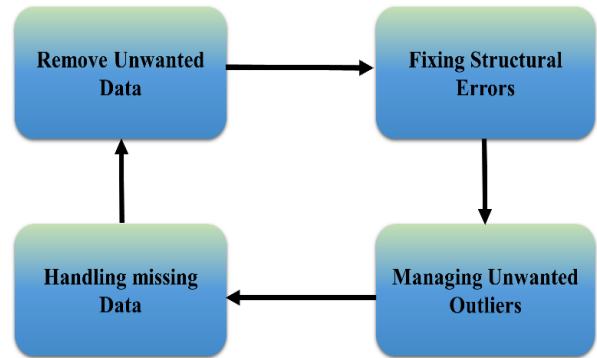 Remove Unwanted
Data
Fixing Structural
Errors
Handling missing
Data
Managing Unwanted
Outliers